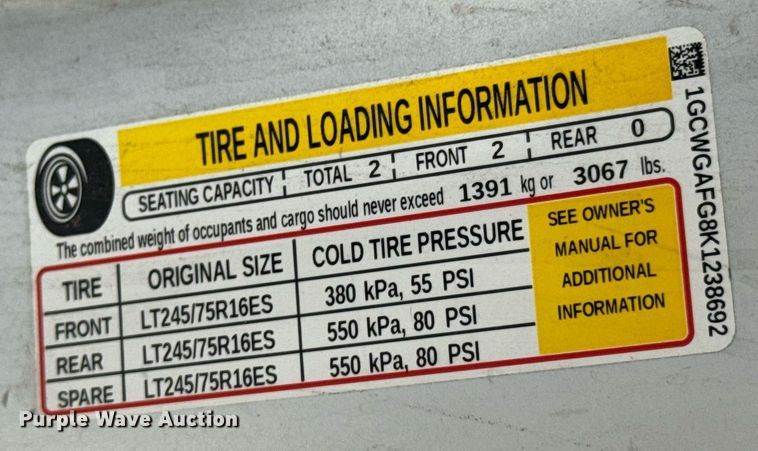 TIRE AND LOADING INFORMATION
SEATING CAPACITY TOTAL 2 FRONT 2 REAR 0
The combined weight of occupants and cargo should never exceed 1391 kg or 3067 lbs.
TIRE ORIGINAL SIZE COLD TIRE PRESSURE
FRONT LT245/75R16ES 380 kPa, 55 PSI
REAR LT245/75R16ES 550 kPa, 80 PSI
SPARE LT245/75R16ES 550 kPa, 80 PSI
SEE OWNER'S
MANUAL FOR
ADDITIONAL
INFORMATION
1GCWGAFG8K1238692
Purple Wave Auction